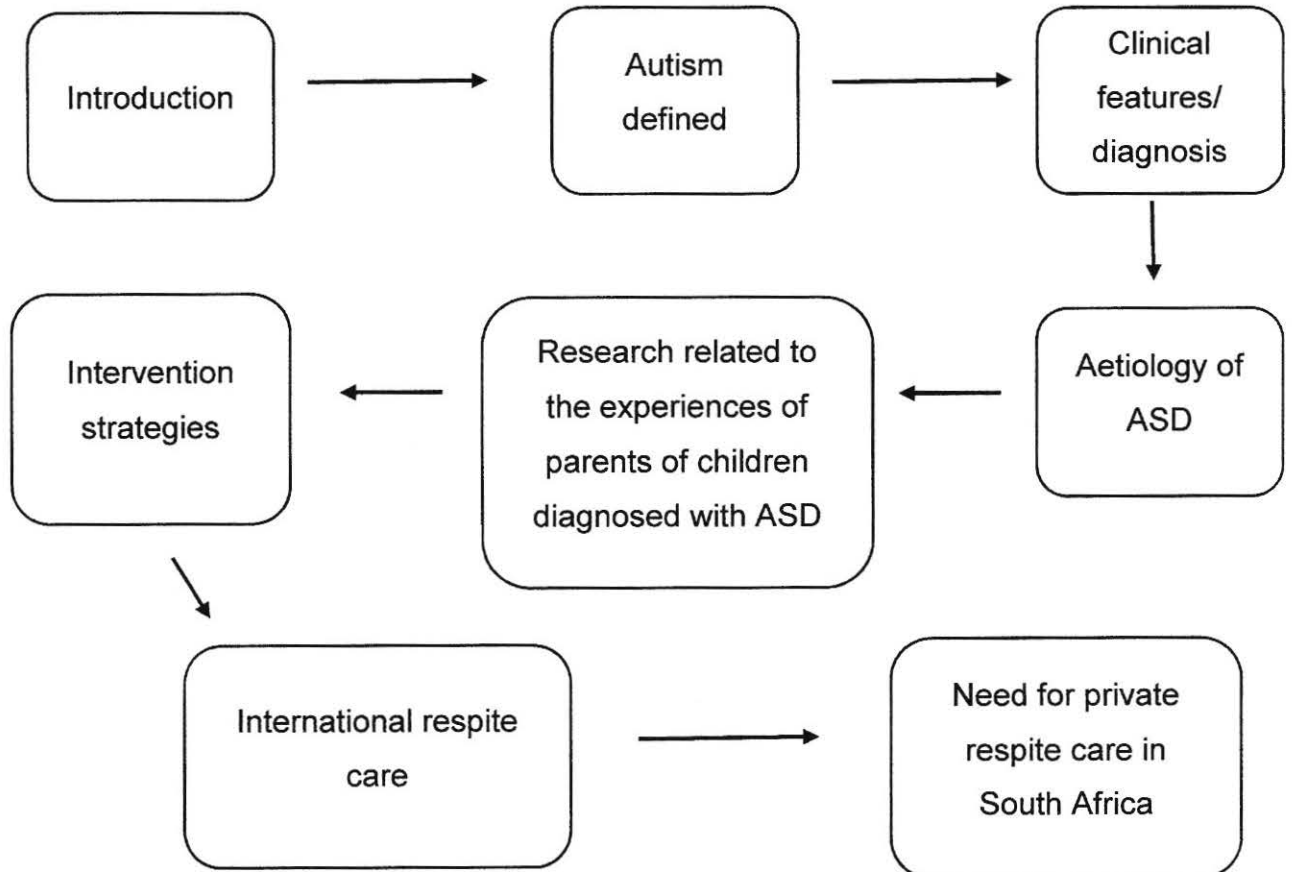 Introduction
Autism
defined
Clinical
features/
diagnosis
Aetiology of
ASD
Research related to
the experiences of
parents of children
diagnosed with ASD
Intervention
strategies
International respite
care
Need for private
respite care in
South Africa